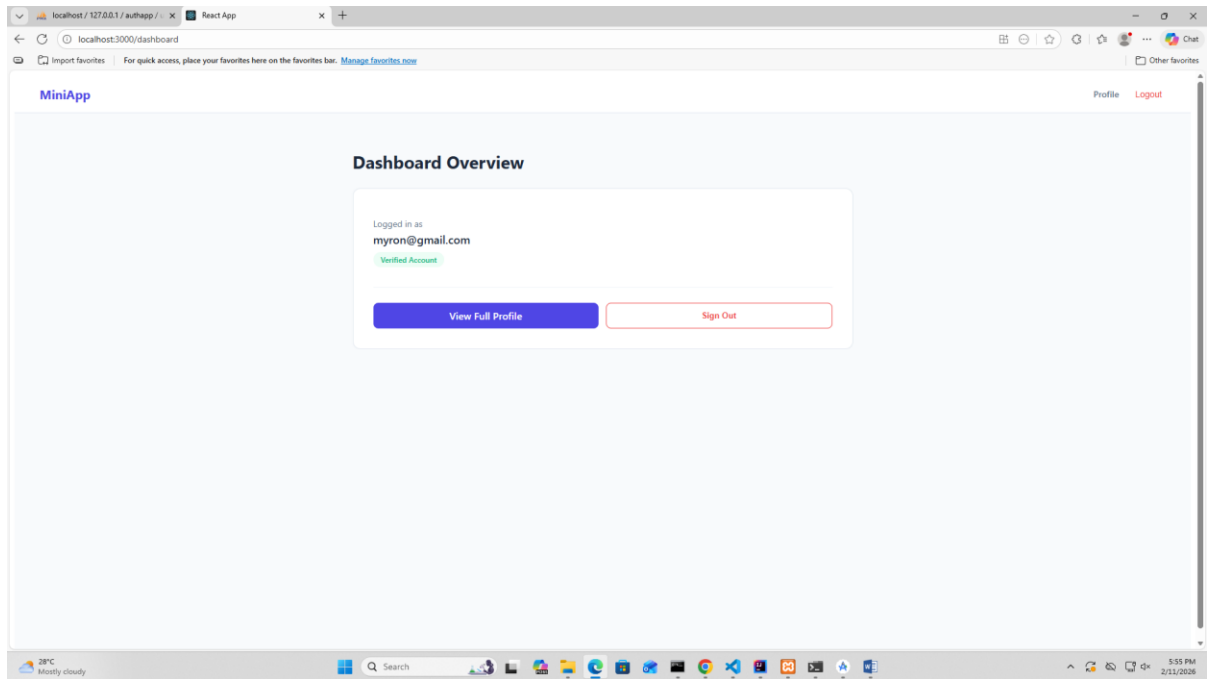 localhost / 127.0.0.1 / authapp /
React App
localhost:3000/dashboard
Chat
Import favorites
For quick access, place your favorites here on the favorites bar. Manage favorites now
Other favorites
MiniApp
Profile
Logout
Dashboard Overview
Logged in as
myron@gmail.com
Verified Account
View Full Profile
Sign Out
28°C
Mostly cloudy
Search
5:55 PM
2/11/2026